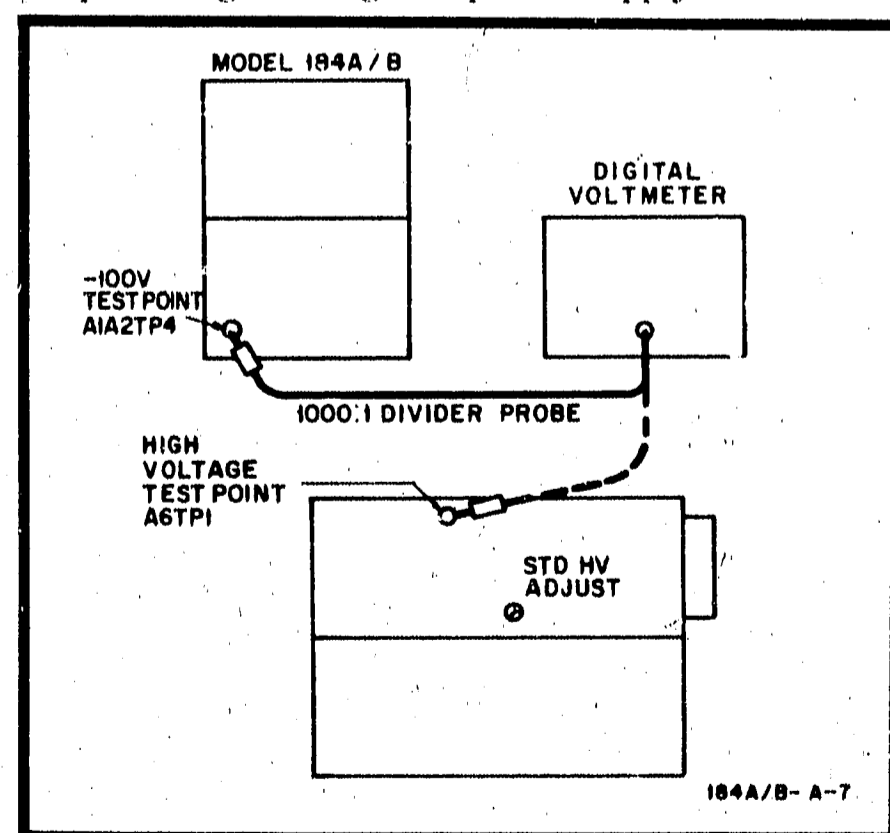 MODEL 184A/B
DIGITAL
VOLTMETER
-100V
TEST POINT
A1A2TP4
1000:1 DIVIDER PROBE
HIGH
VOLTAGE
TEST POINT
A6TP1
STD HV
ADJUST
184A/B-A-7